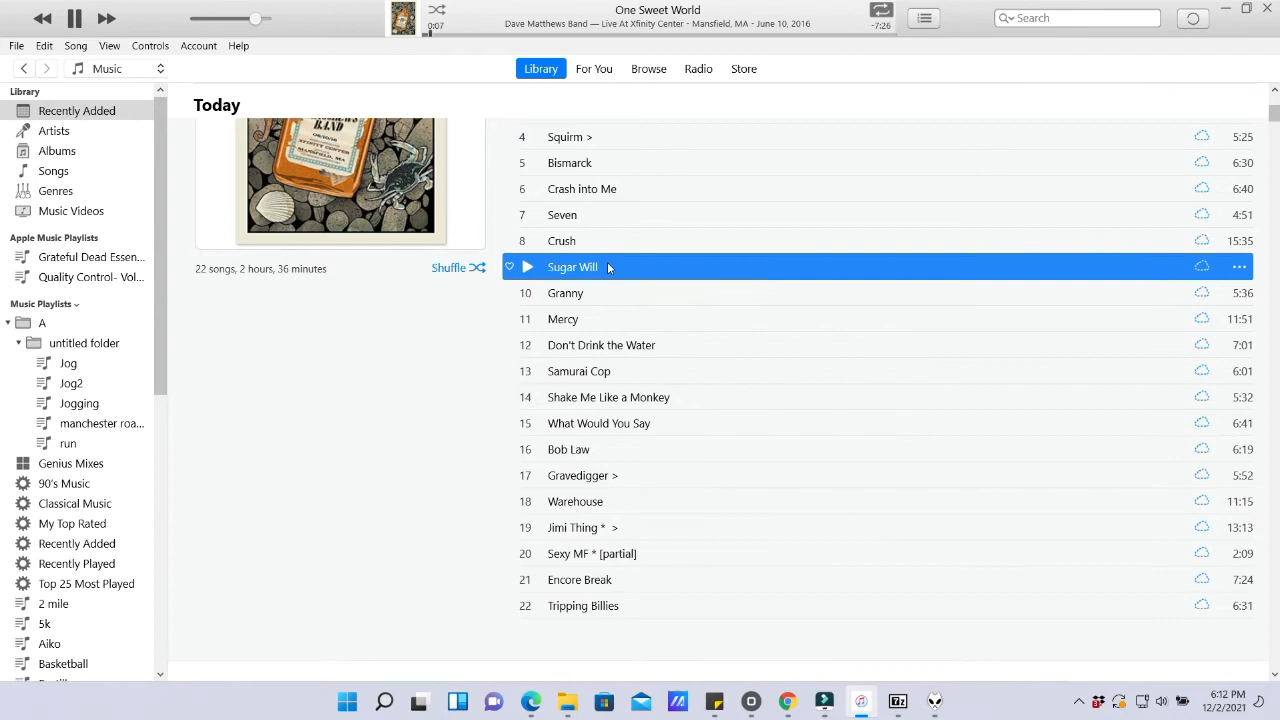 One Sweet World
0:07
Dave Matthews Band — Live At Xfinity Center - Mansfield, MA - June 10, 2016
-7:26
Search
File Edit Song View Controls Account Help
Music
Library For You Browse Radio Store
Library
Recently Added
Artists
Albums
Songs
Genres
Music Videos
Apple Music Playlists
Grateful Dead Essen...
Quality Control- Vol...
Music Playlists
A
untitled folder
Jog
Jog2
Jogging
manchester roa...
run
Genius Mixes
90's Music
Classical Music
My Top Rated
Recently Added
Recently Played
Top 25 Most Played
2 mile
5k
Aiko
Basketball
Today
BAND
06/10/16
XFINITY CENTER
MANSFIELD, MA
22 songs, 2 hours, 36 minutes
Shuffle
4 Squirm > 5:25
5 Bismarck 6:30
6 Crash into Me 6:40
7 Seven 4:51
8 Crush 15:35
Sugar Will ...
10 Granny 5:36
11 Mercy 11:51
12 Don't Drink the Water 7:01
13 Samurai Cop 6:01
14 Shake Me Like a Monkey 5:32
15 What Would You Say 6:41
16 Bob Law 6:19
17 Gravedigger > 5:52
18 Warehouse 11:15
19 Jimi Thing * > 13:13
20 Sexy MF * [partial] 2:09
21 Encore Break 7:24
22 Tripping Billies 6:31
7z
6:12 PM
12/2/2021